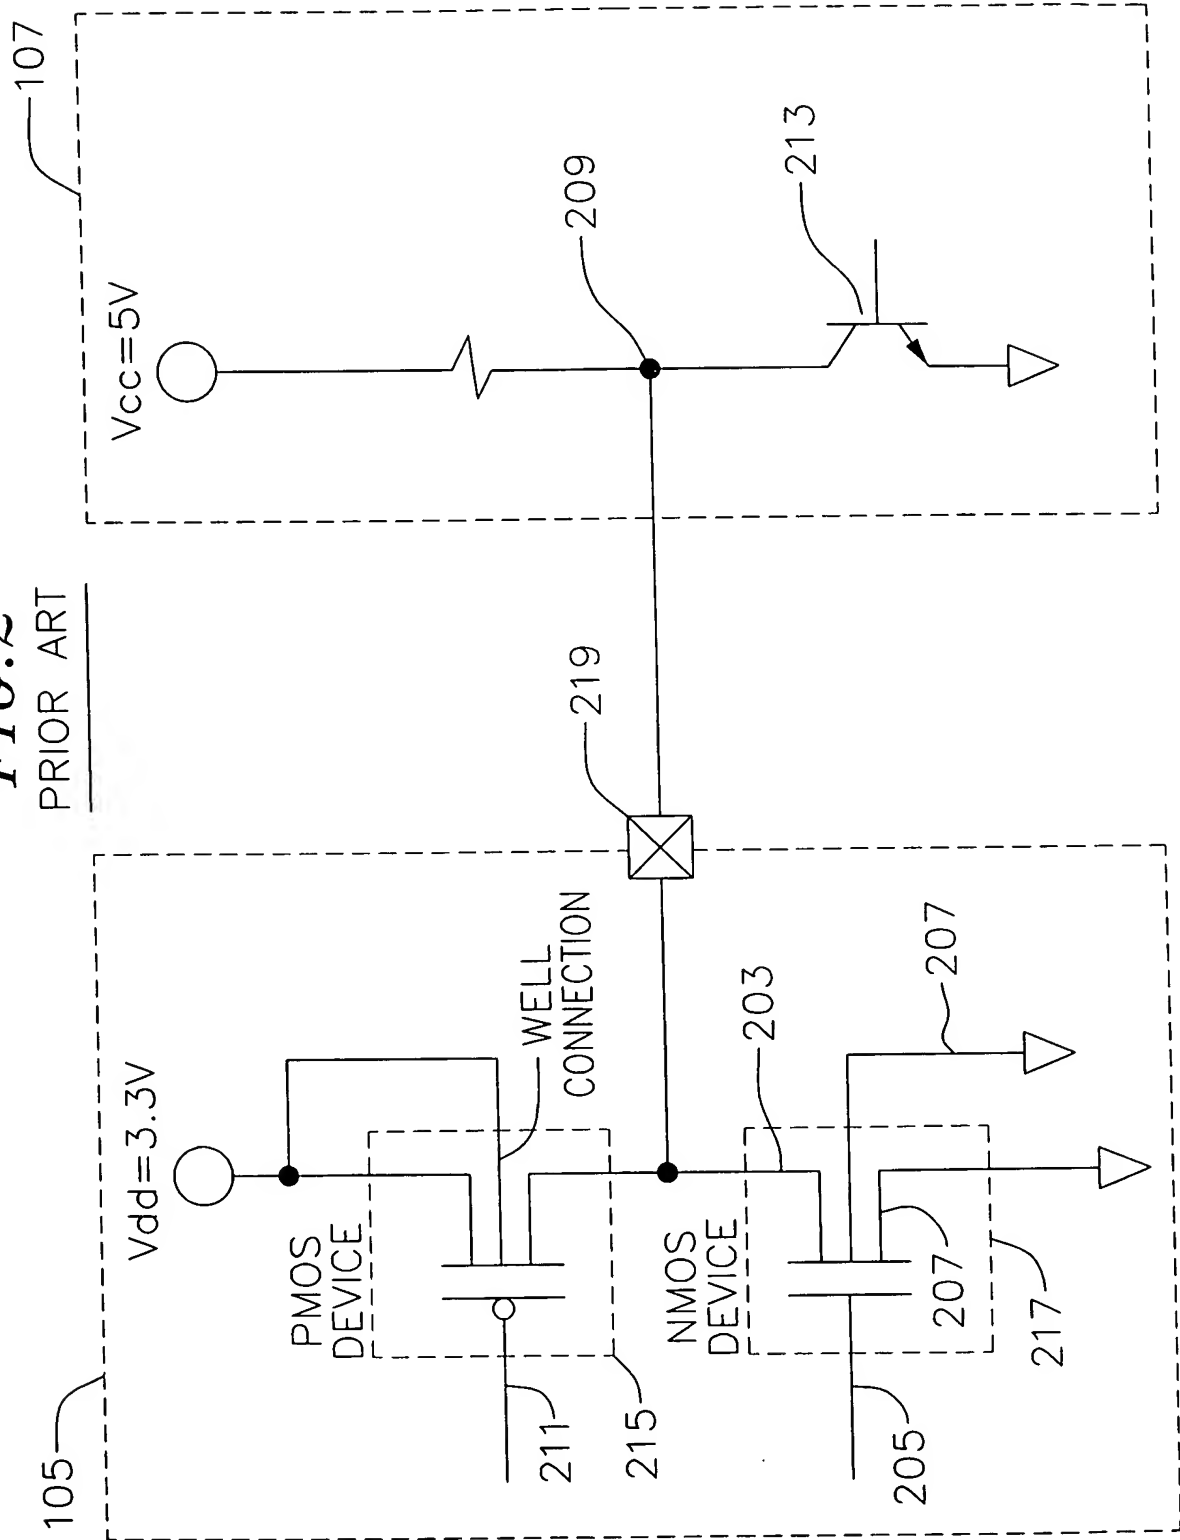 FIG.2
PRIOR ART
105
107
Vdd=3.3V
Vcc=5V
PMOS
DEVICE
WELL
CONNECTION
211
215
219
209
NMOS
DEVICE
203
213
205
207
207
217